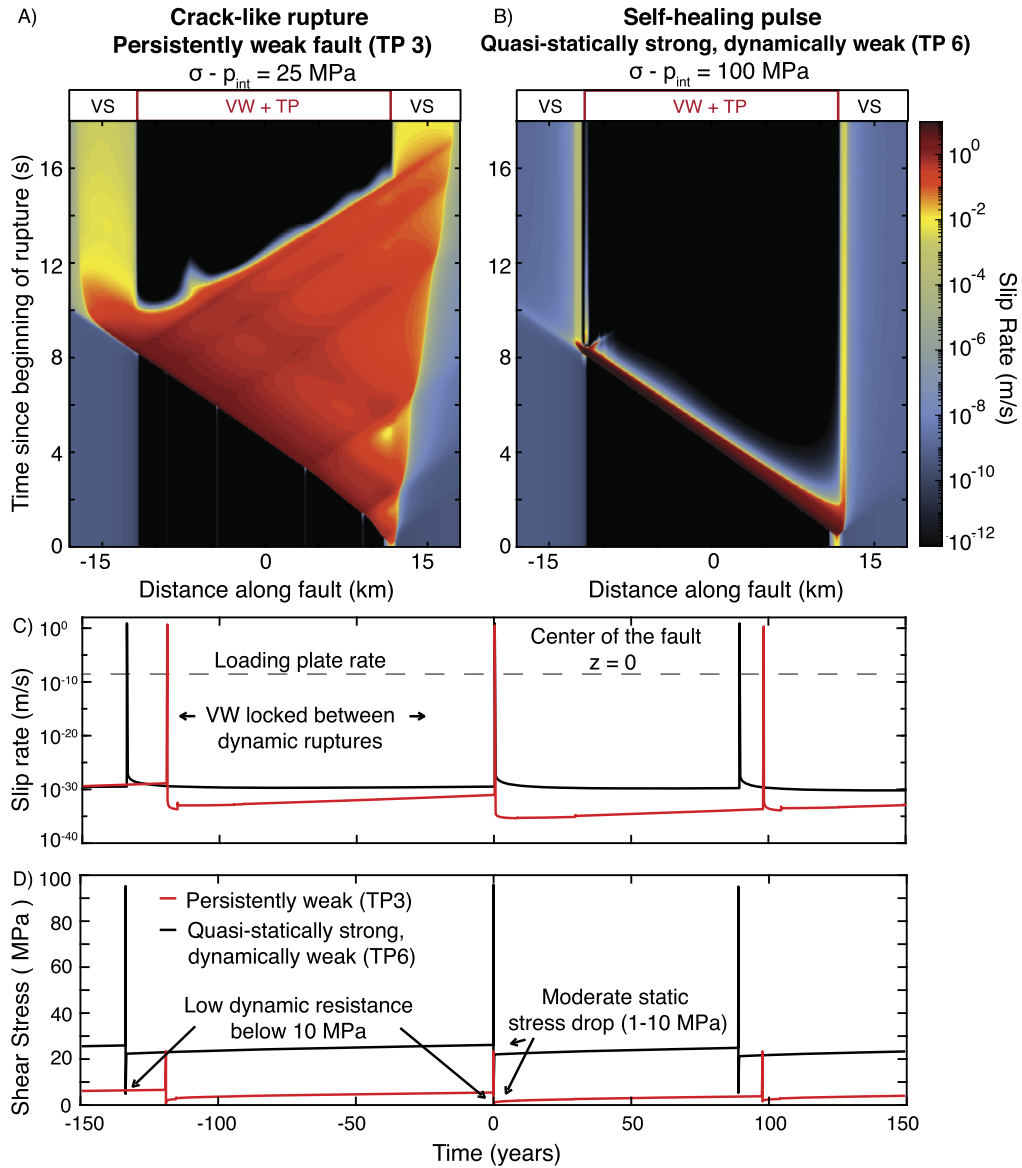 A)
Crack-like rupture
Persistently weak fault (TP 3)
σ - pint = 25 MPa
VS
VW + TP
VS
Time since beginning of rupture (s)
16
12
8
4
0
-15
0
15
Distance along fault (km)
B)
Self-healing pulse
Quasi-statically strong, dynamically weak (TP 6)
σ - pint = 100 MPa
VS
VW + TP
VS
-15
0
15
Distance along fault (km)
10^0
10^-2
10^-4
10^-6
10^-8
10^-10
10^-12
Slip Rate (m/s)
C)
Slip rate (m/s)
10^0
10^-10
10^-20
10^-30
10^-40
Loading plate rate
VW locked between
dynamic ruptures
Center of the fault
z = 0
D)
Shear Stress ( MPa)
100
80
60
40
20
0
Persistently weak (TP3)
Quasi-statically strong,
dynamically weak (TP6)
Low dynamic resistance
below 10 MPa
Moderate static
stress drop (1-10 MPa)
-150
-100
-50
0
50
100
150
Time (years)